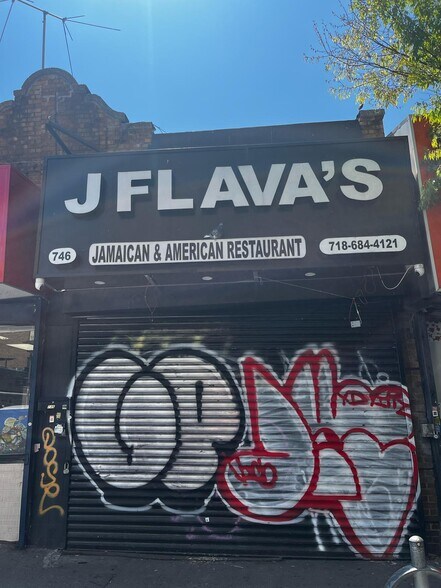 J FLAVA'S
746
JAMAICAN & AMERICAN RESTAURANT
718-684-4121